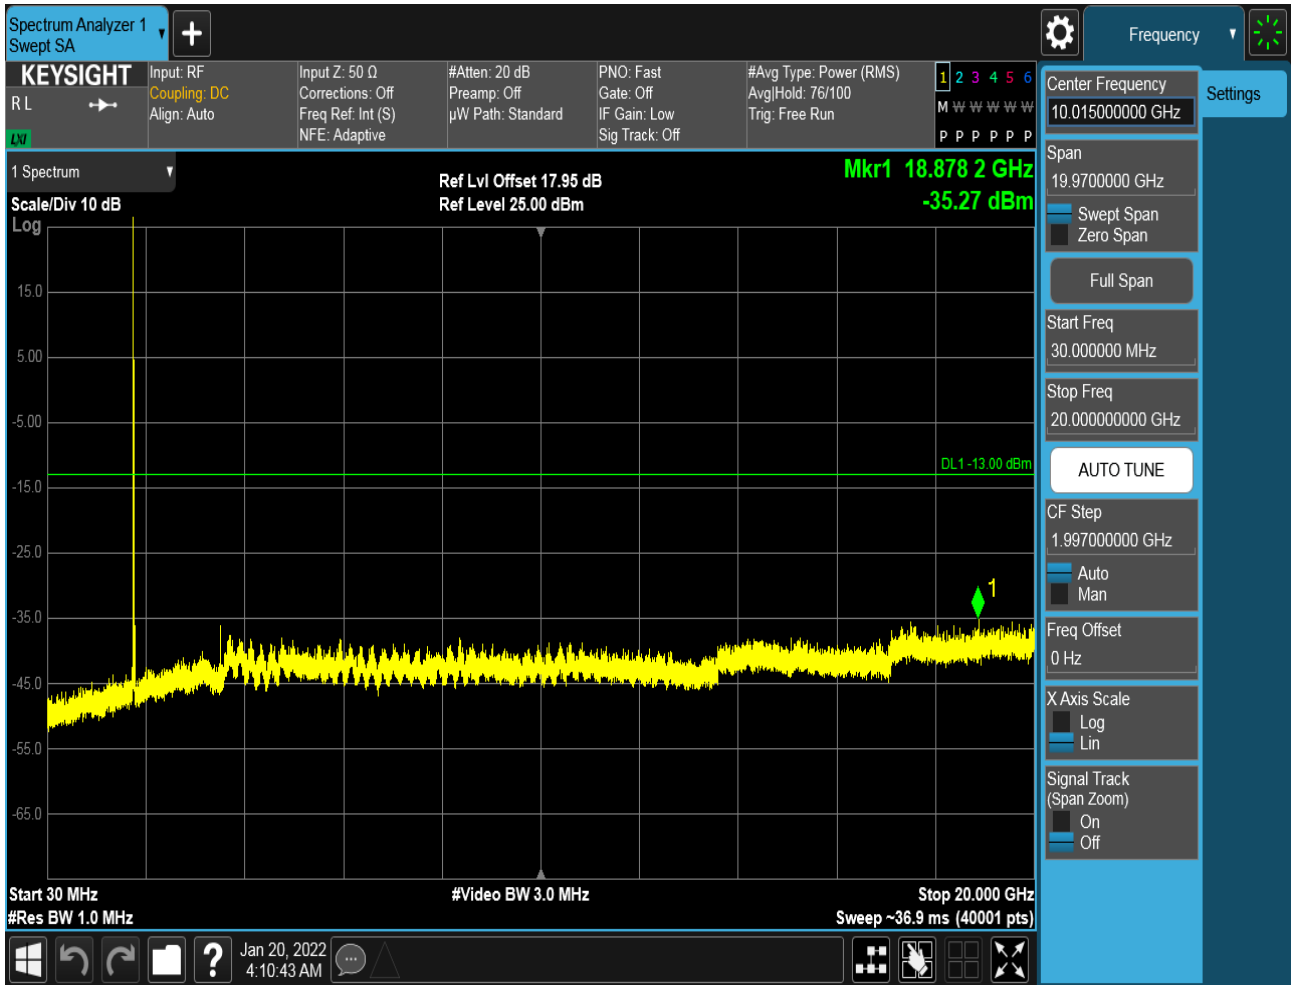 Spectrum Analyzer 1
Swept SA
Frequency
KEYSIGHT
R L
LXI
Input: RF
Coupling: DC
Align: Auto
Input Z: 50 Ω
Corrections: Off
Freq Ref: Int (S)
NFE: Adaptive
#Atten: 20 dB
Preamp: Off
µW Path: Standard
PNO: Fast
Gate: Off
IF Gain: Low
Sig Track: Off
#Avg Type: Power (RMS)
Avg|Hold: 76/100
Trig: Free Run
1 2 3 4 5 6
M W W W W W
P P P P P P
1 Spectrum
Scale/Div 10 dB
Log
Ref Lvl Offset 17.95 dB
Ref Level 25.00 dBm
Mkr1 18.878 2 GHz
-35.27 dBm
15.0
5.00
-5.00
-15.0
-25.0
-35.0
-45.0
-55.0
-65.0
DL1 -13.00 dBm
1
Start 30 MHz
#Res BW 1.0 MHz
#Video BW 3.0 MHz
Stop 20.000 GHz
Sweep ~36.9 ms (40001 pts)
Center Frequency
10.015000000 GHz
Settings
Span
19.9700000 GHz
Swept Span
Zero Span
Full Span
Start Freq
30.000000 MHz
Stop Freq
20.000000000 GHz
AUTO TUNE
CF Step
1.997000000 GHz
Auto
Man
Freq Offset
0 Hz
X Axis Scale
Log
Lin
Signal Track
(Span Zoom)
On
Off
?
Jan 20, 2022
4:10:43 AM